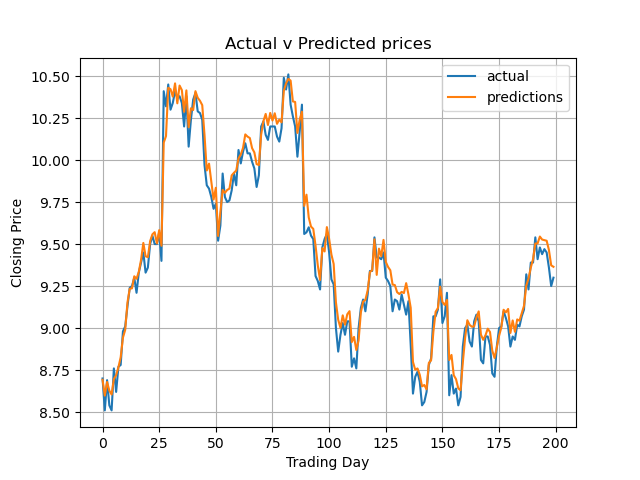 Actual v Predicted prices
actual
predictions
10.50
10.25
10.00
9.75
9.50
9.25
9.00
8.75
8.50
Closing Price
0 25 50 75 100 125 150 175 200
Trading Day